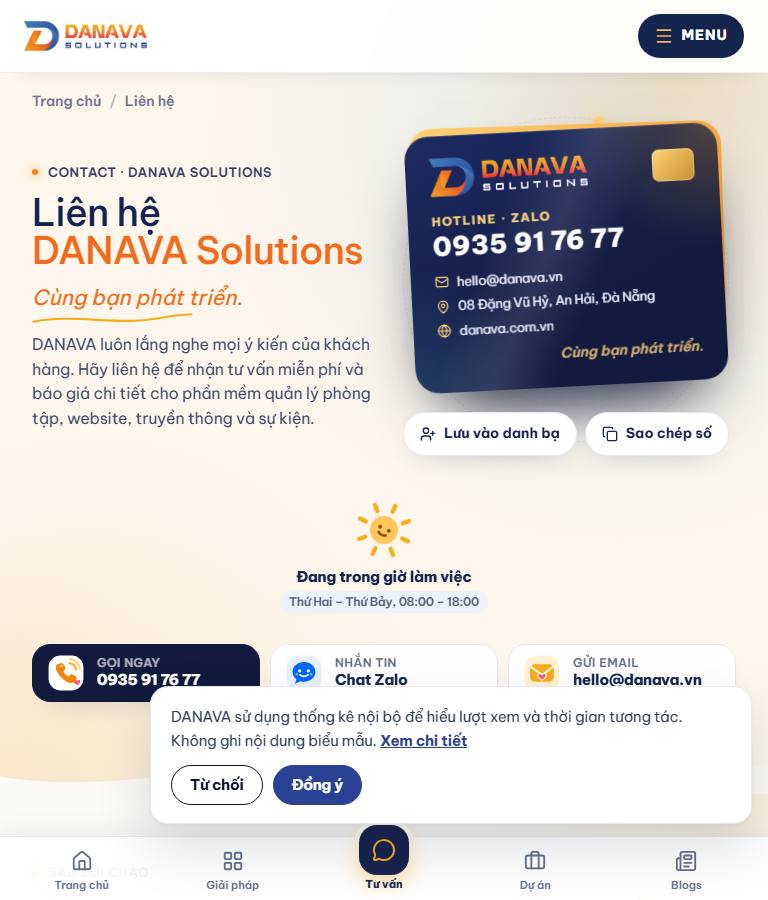 DANAVA
SOLUTIONS
MENU
Trang chủ / Liên hệ
CONTACT · DANAVA SOLUTIONS
Liên hệ
DANAVA Solutions
Cùng bạn phát triển.
DANAVA luôn lắng nghe mọi ý kiến của khách
hàng. Hãy liên hệ để nhận tư vấn miễn phí và
báo giá chi tiết cho phần mềm quản lý phòng
tập, website, truyền thông và sự kiện.
DANAVA
SOLUTIONS
HOTLINE · ZALO
0935 91 76 77
hello@danava.vn
08 Đặng Vũ Hỷ, An Hải, Đà Nẵng
danava.com.vn
Cùng bạn phát triển.
Lưu vào danh bạ
Sao chép số
Đang trong giờ làm việc
Thứ Hai – Thứ Bảy, 08:00 – 18:00
GỌI NGAY
0935 91 76 77
NHẮN TIN
Chat Zalo
GỬI EMAIL
hello@danava.vn
DANAVA sử dụng thống kê nội bộ để hiểu lượt xem và thời gian tương tác.
Không ghi nội dung biểu mẫu. Xem chi tiết
Từ chối
Đồng ý
SAU LỜI CHÀO
Trang chủ
Giải pháp
Tư vấn
Dự án
Blogs